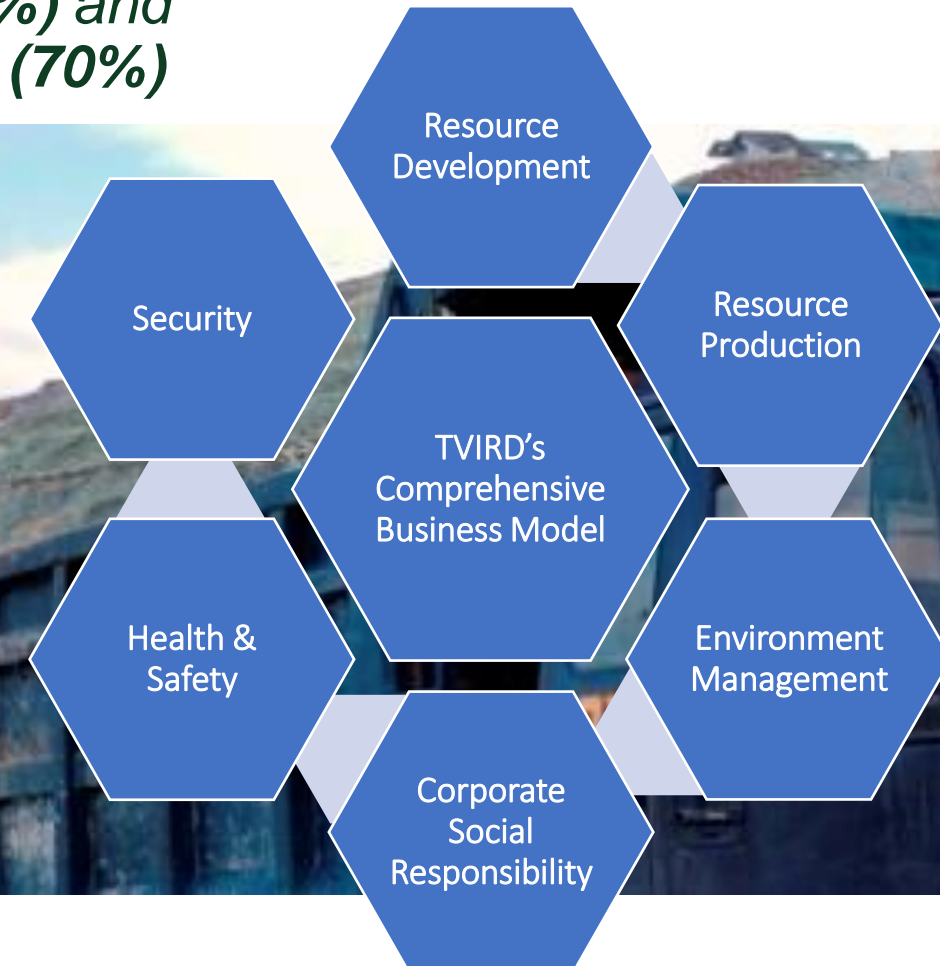 %) and
(70%)
Resource
Development
Resource
Production
Environment
Management
Corporate
Social
Responsibility
Health &
Safety
Security
TVIRD’s
Comprehensive
Business Model